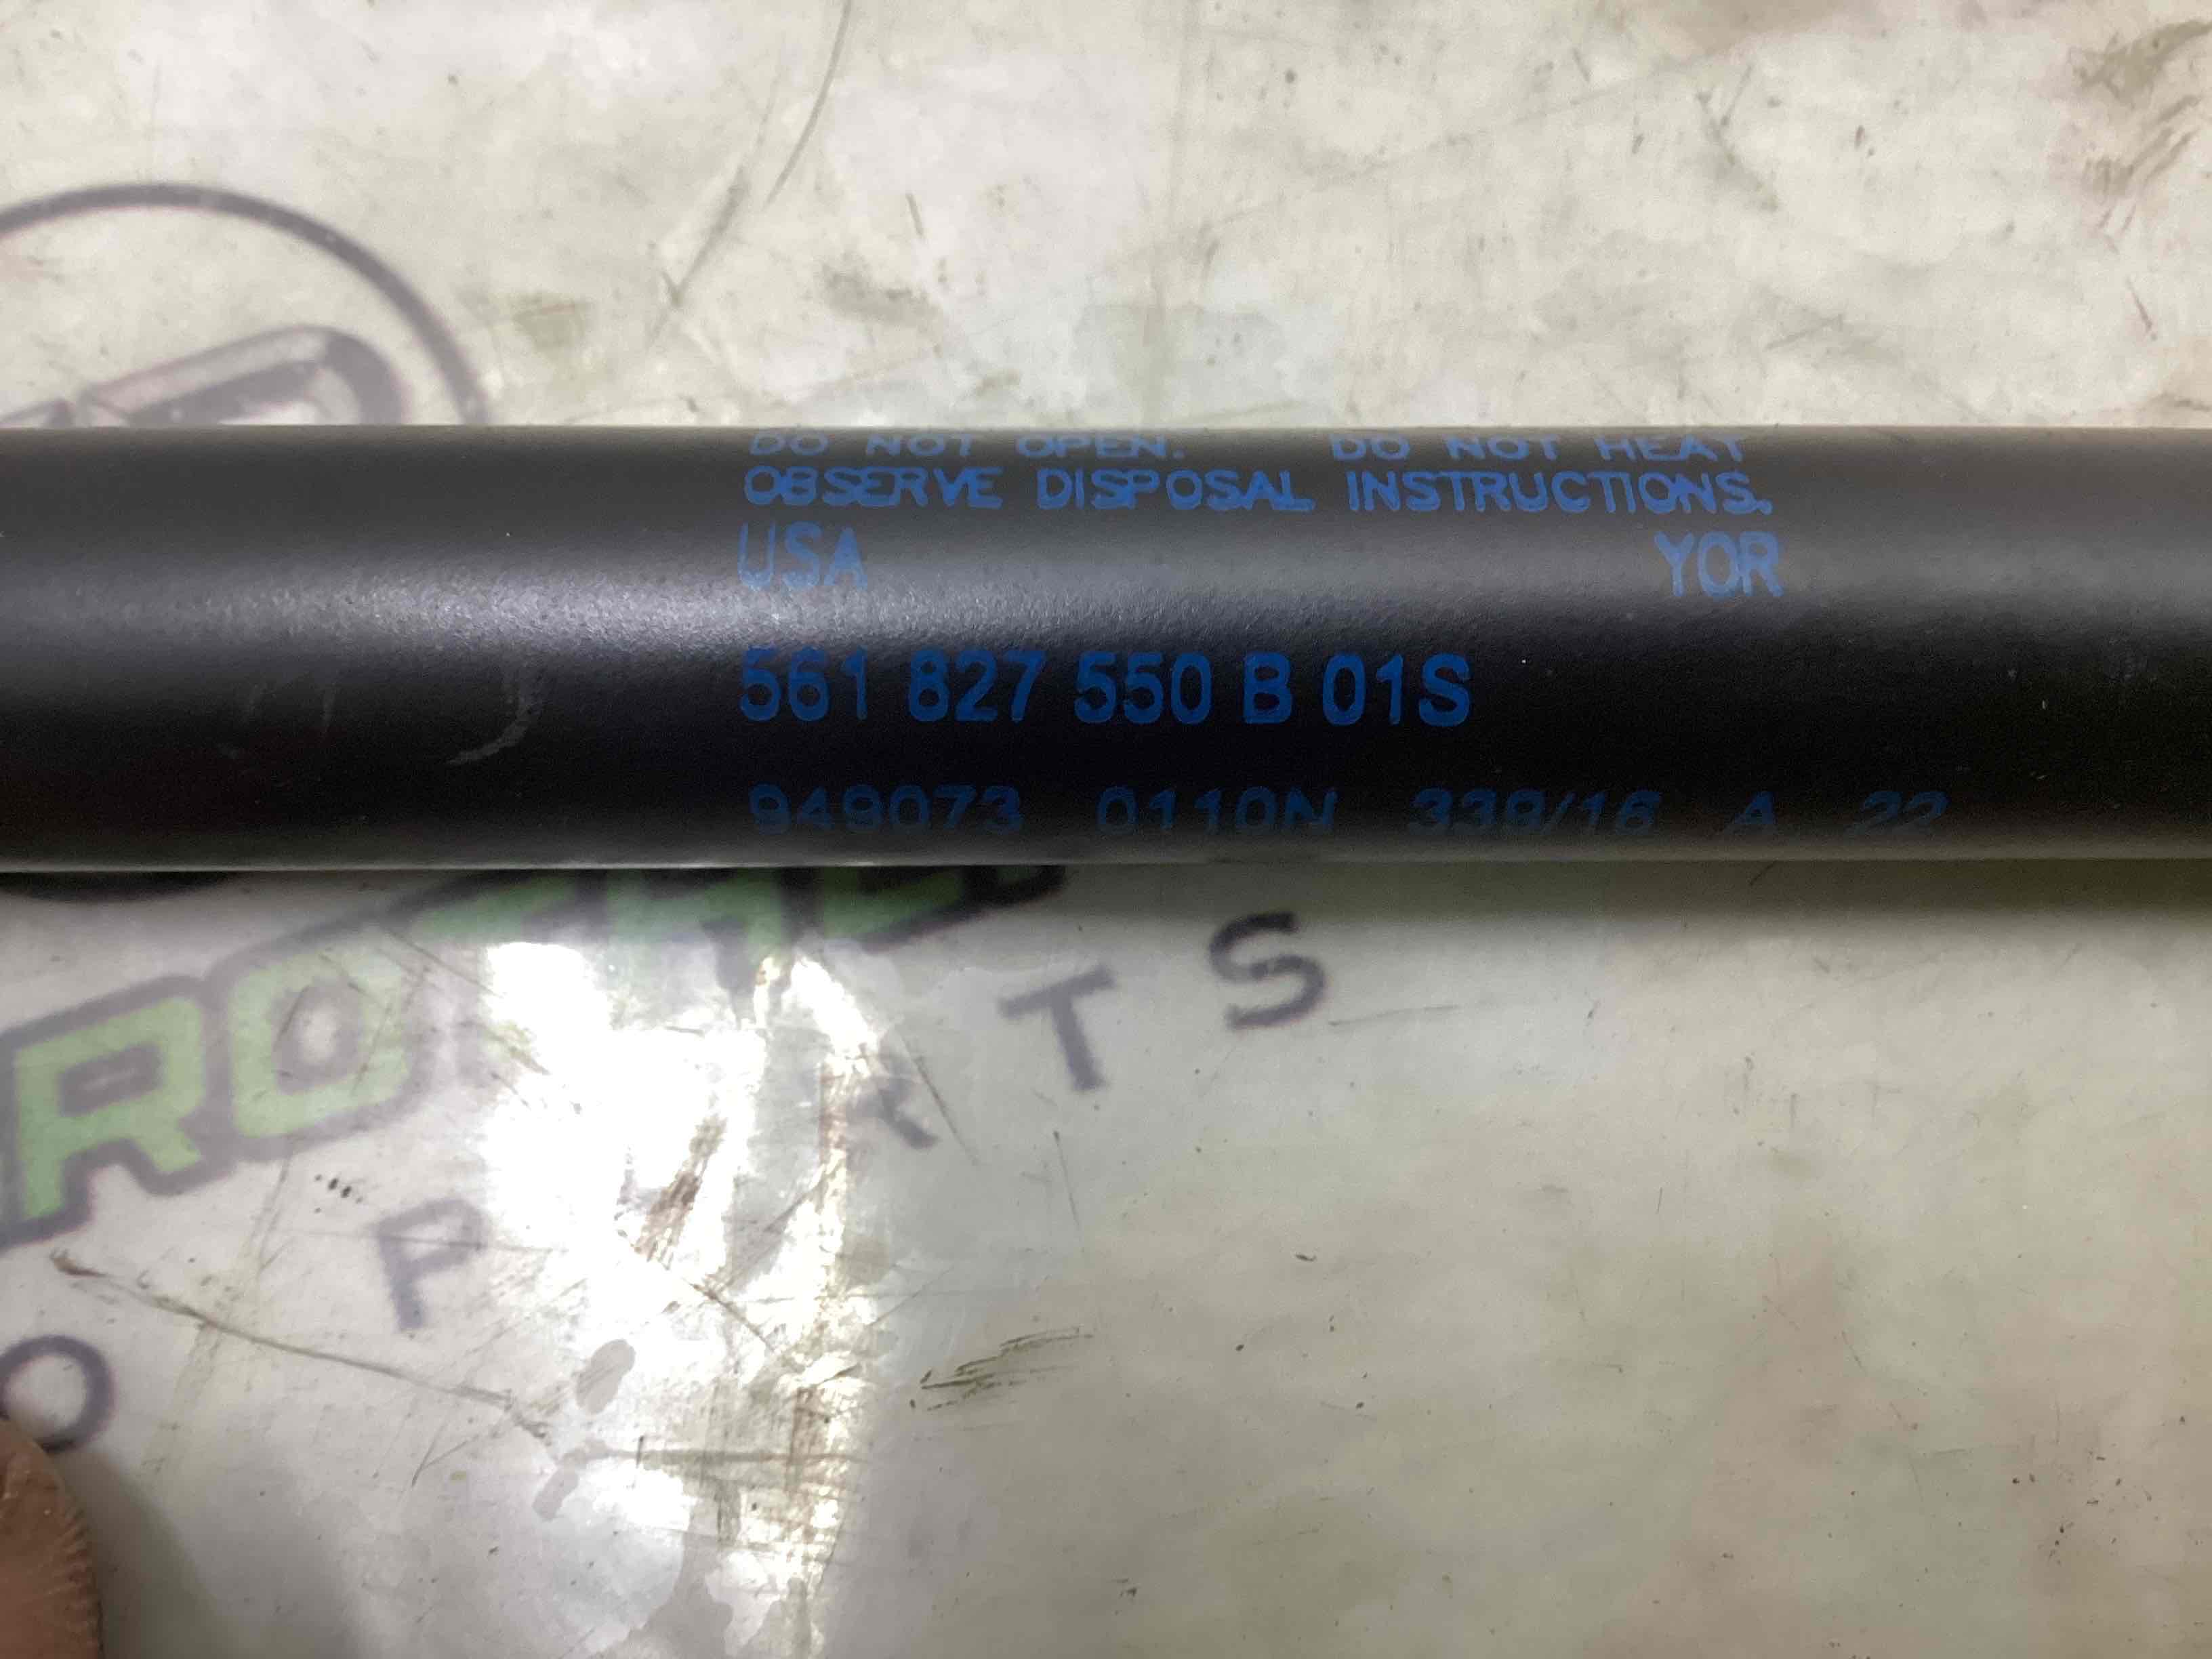 DO NOT OPEN. DO NOT HEAT
OBSERVE DISPOSAL INSTRUCTIONS.
USA YOR
561 827 550 B 01S
949073 0110N 339/16 A 22
PARTS